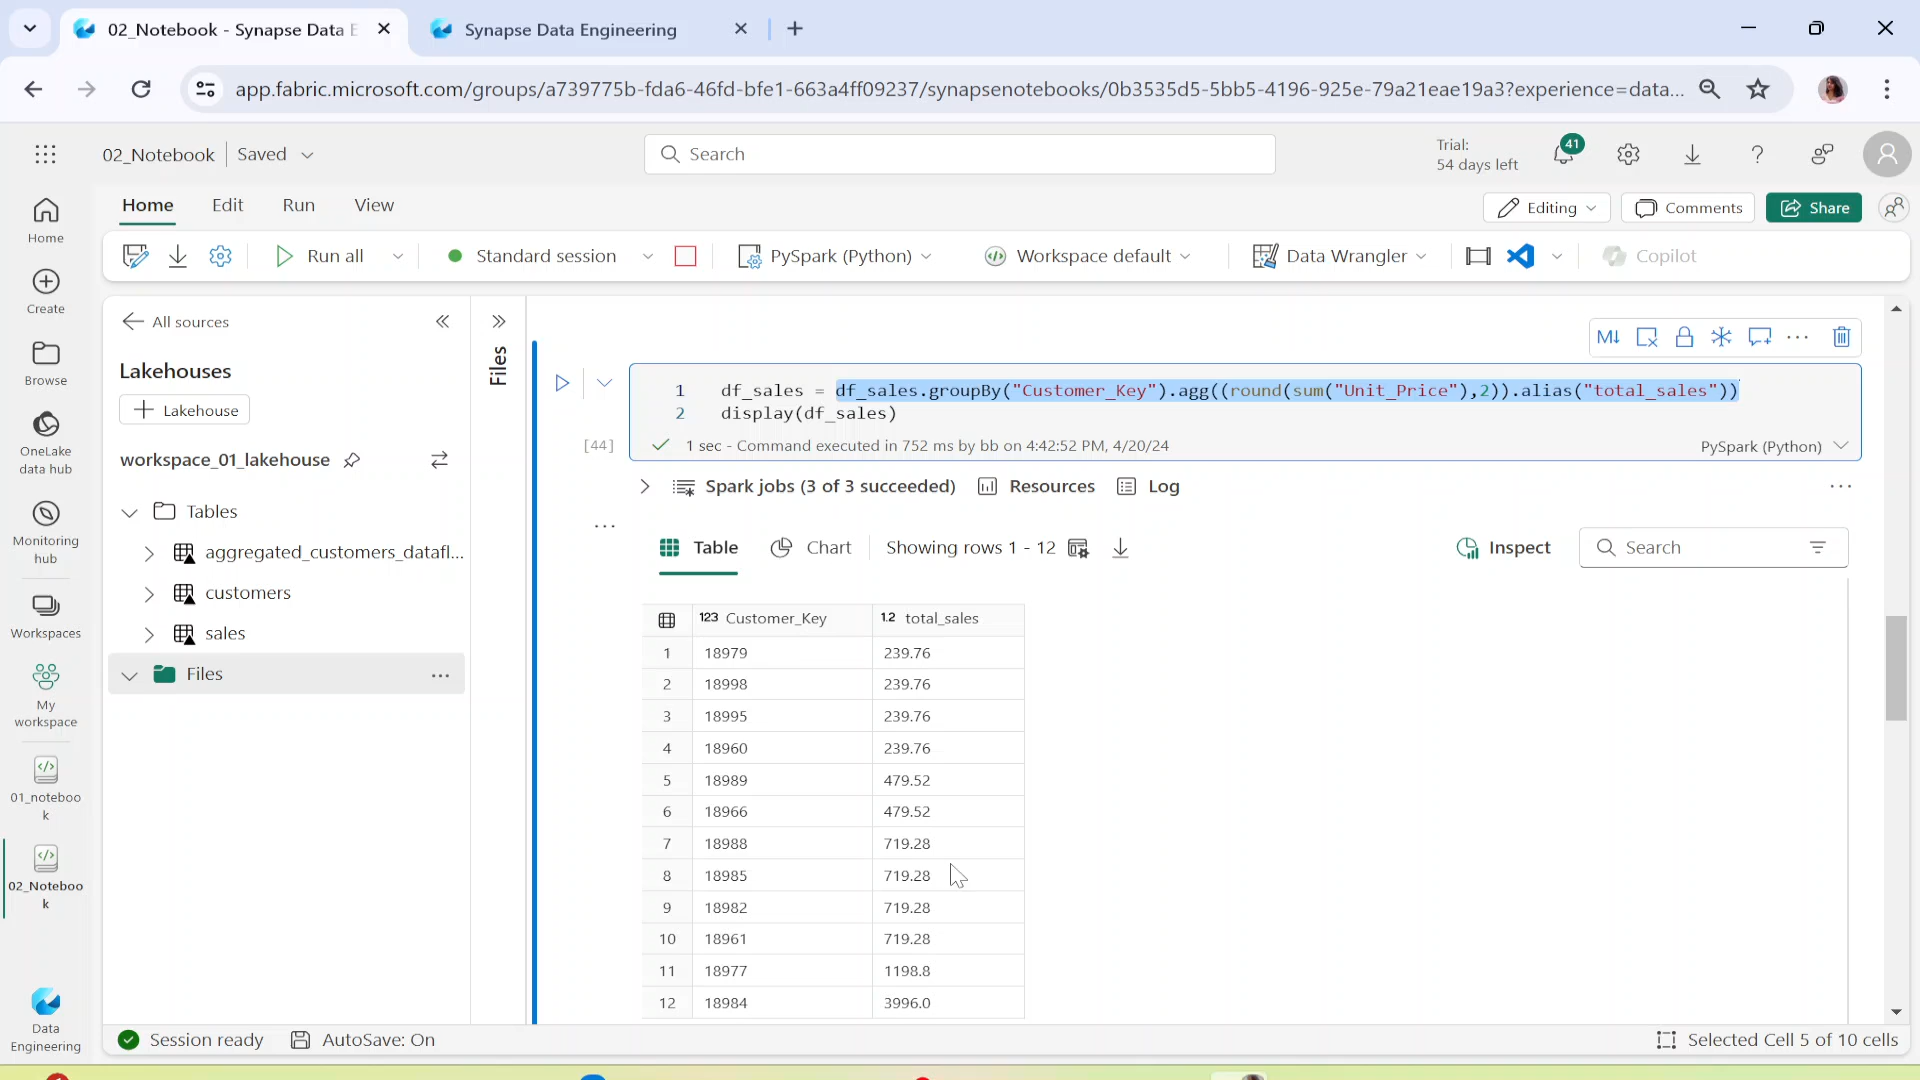 02_Notebook - Synapse Data E
Synapse Data Engineering
app.fabric.microsoft.com/groups/a739775b-fda6-46fd-bfe1-663a4ff09237/synapsenotebooks/0b3535d5-5bb5-4196-925e-79a21eae19a3?experience=data...
02_Notebook
Saved
Search
Trial:
54 days left
41
?
Home
Edit
Run
View
Editing
Comments
Share
Run all
Standard session
PySpark (Python)
Workspace default
Data Wrangler
Copilot
Home
Create
Browse
OneLake
data hub
Monitoring
hub
Workspaces
My
workspace
01_noteboo
k
02_Noteboo
k
Data
Engineering
All sources
Lakehouses
Lakehouse
workspace_01_lakehouse
Tables
aggregated_customers_datafl...
customers
sales
Files
Files
M↓
1 df_sales = df_sales.groupBy("Customer_Key").agg((round(sum("Unit_Price"),2)).alias("total_sales"))
2 display(df_sales)
[44]
1 sec - Command executed in 752 ms by bb on 4:42:52 PM, 4/20/24
PySpark (Python)
Spark jobs (3 of 3 succeeded)
Resources
Log
Table
Chart
Showing rows 1 - 12
Inspect
Search
123 Customer_Key 1.2 total_sales
1 18979 239.76
2 18998 239.76
3 18995 239.76
4 18960 239.76
5 18989 479.52
6 18966 479.52
7 18988 719.28
8 18985 719.28
9 18982 719.28
10 18961 719.28
11 18977 1198.8
12 18984 3996.0
Session ready
AutoSave: On
Selected Cell 5 of 10 cells